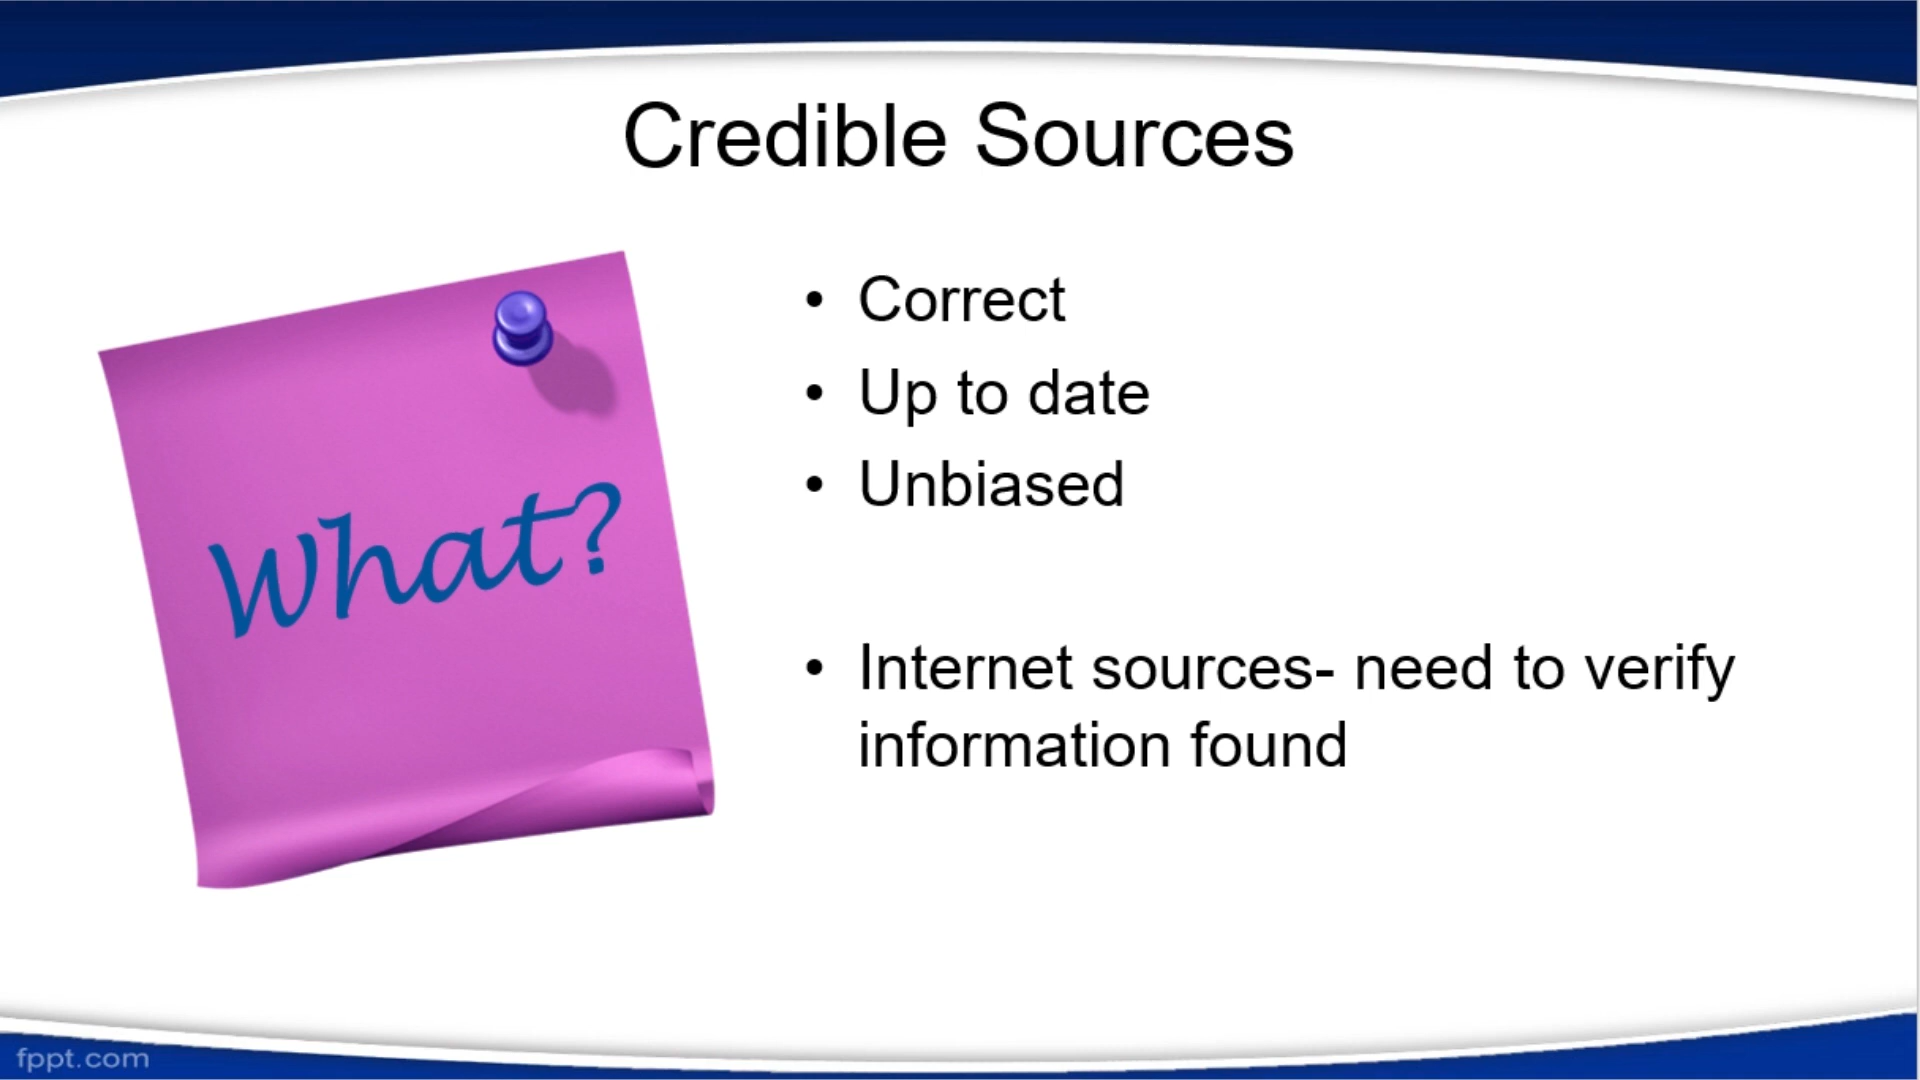 Credible Sources
What?
• Correct
• Up to date
• Unbiased
• Internet sources- need to verify
information found
fppt.com